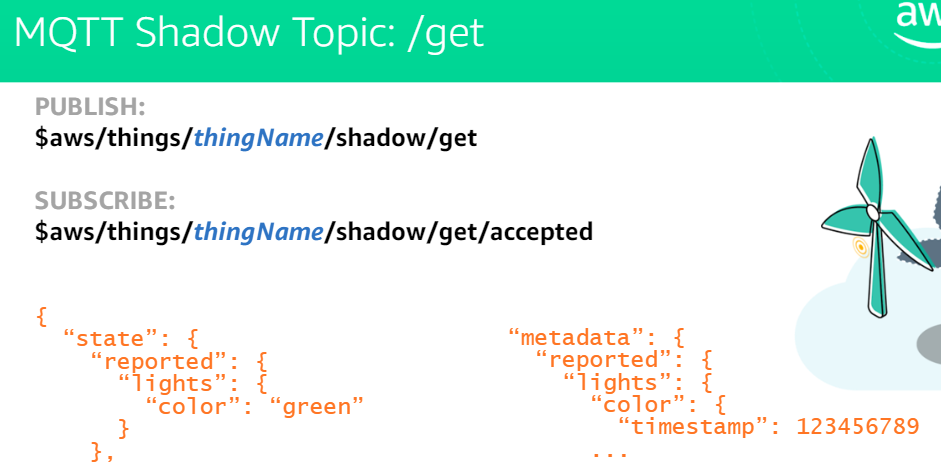 MQTT Shadow Topic: /get
PUBLISH:
$aws/things/thingName/shadow/get
SUBSCRIBE:
$aws/things/thingName/shadow/get/accepted
{
“state”: {
“reported”: {
“lights”: {
“color”: “green”
}
},
“metadata”: {
“reported”: {
“lights”: {
“color”: {
“timestamp”: 123456789
...